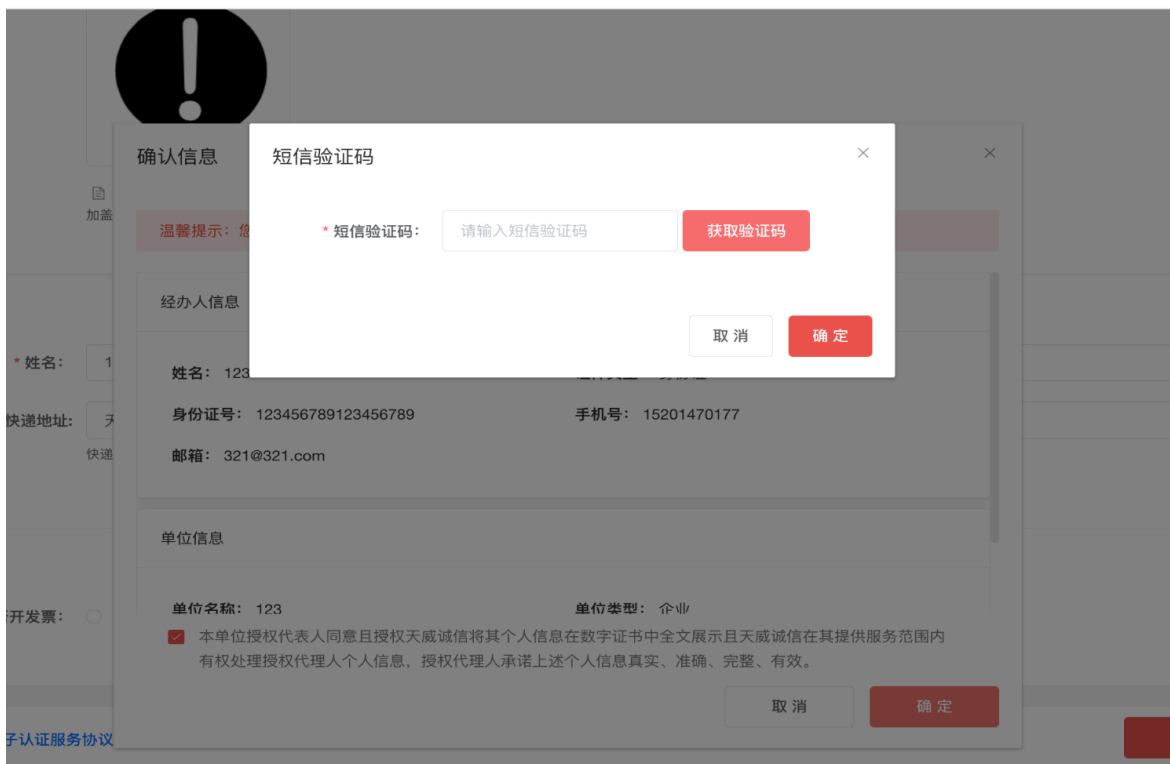 确认信息
短信验证码
加盖
温馨提示：您
* 短信验证码： 请输入短信验证码 获取验证码
经办人信息
取 消 确 定
* 姓名： 1
姓名： 123
身份证号： 123456789123456789 手机号： 15201470177
快递地址: 天
快递
邮箱： 321@321.com
单位信息
单位名称： 123 单位类型： 企业
开发票：
本单位授权代表人同意且授权天威诚信将其个人信息在数字证书中全文展示且天威诚信在其提供服务范围内
有权处理授权代理人个人信息，授权代理人承诺上述个人信息真实、准确、完整、有效。
取 消 确 定
子认证服务协议